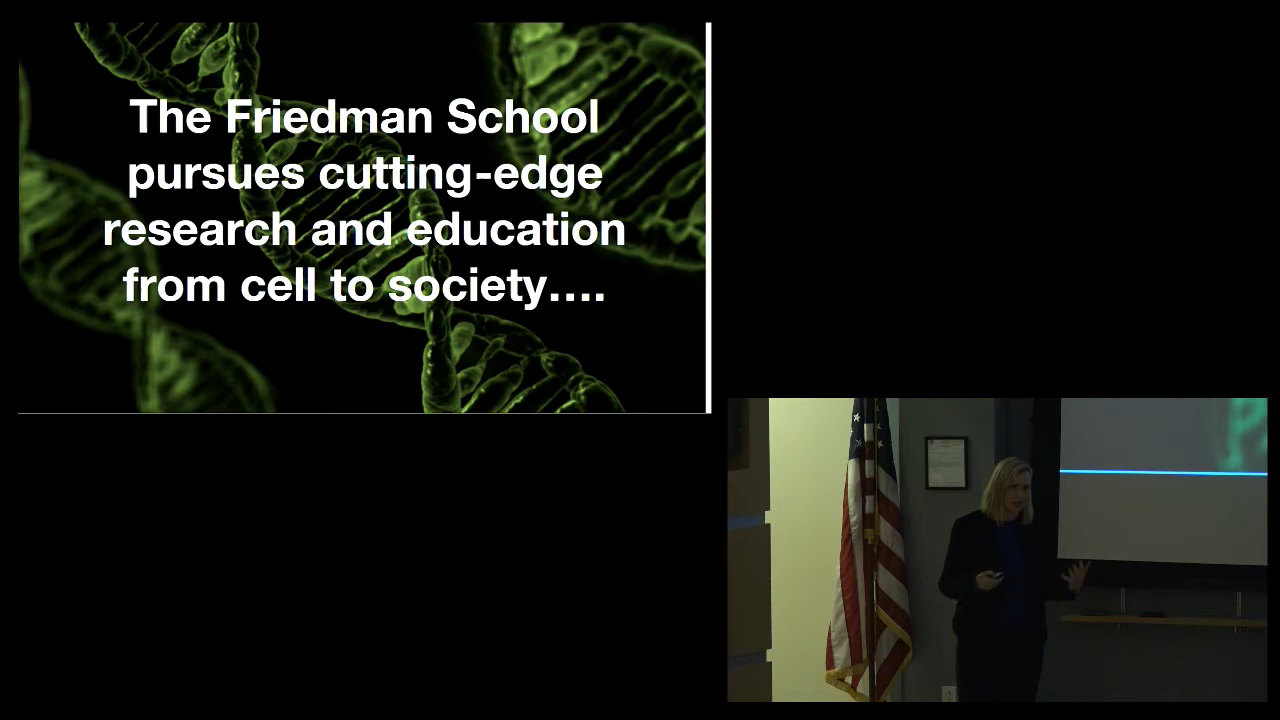 The Friedman School
pursues cutting-edge
research and education
from cell to society....